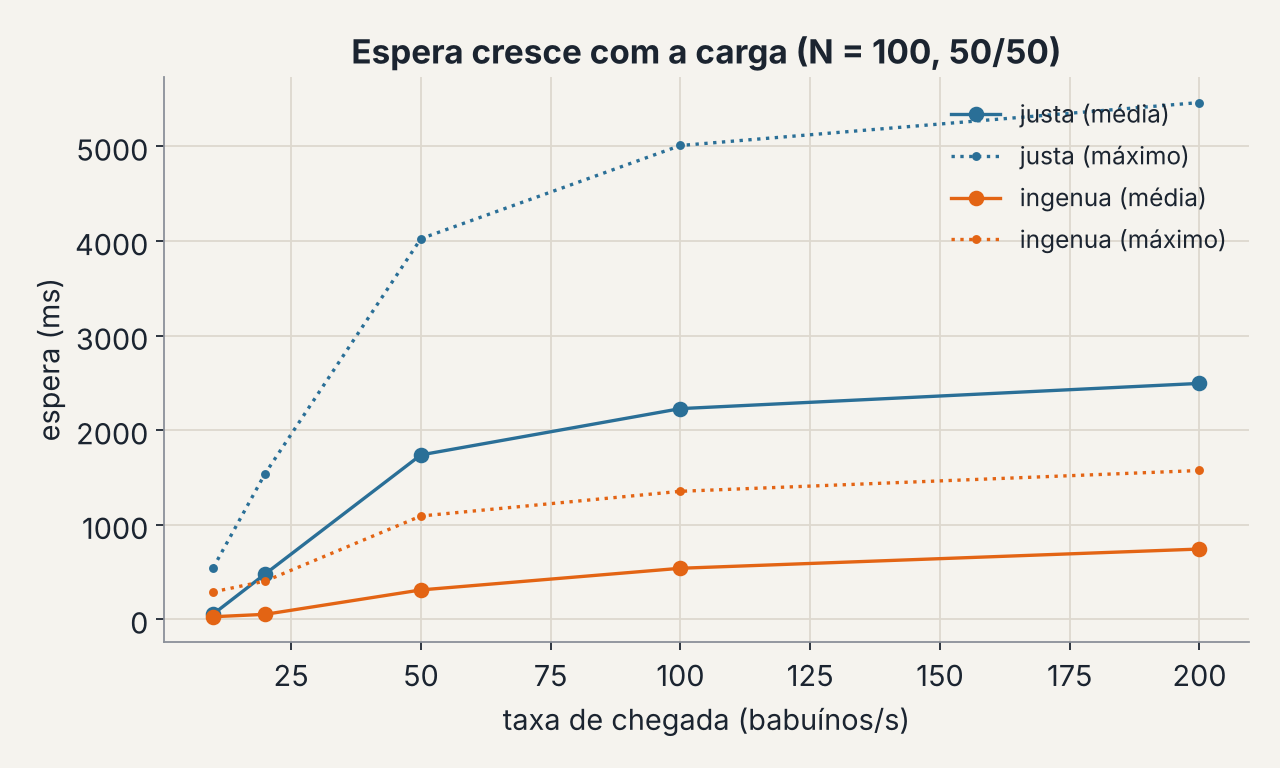 Espera cresce com a carga (N = 100, 50/50)
justa (média)
justa (máximo)
ingenua (média)
ingenua (máximo)
espera (ms)
5000
4000
3000
2000
1000
0
25 50 75 100 125 150 175 200
taxa de chegada (babuínos/s)